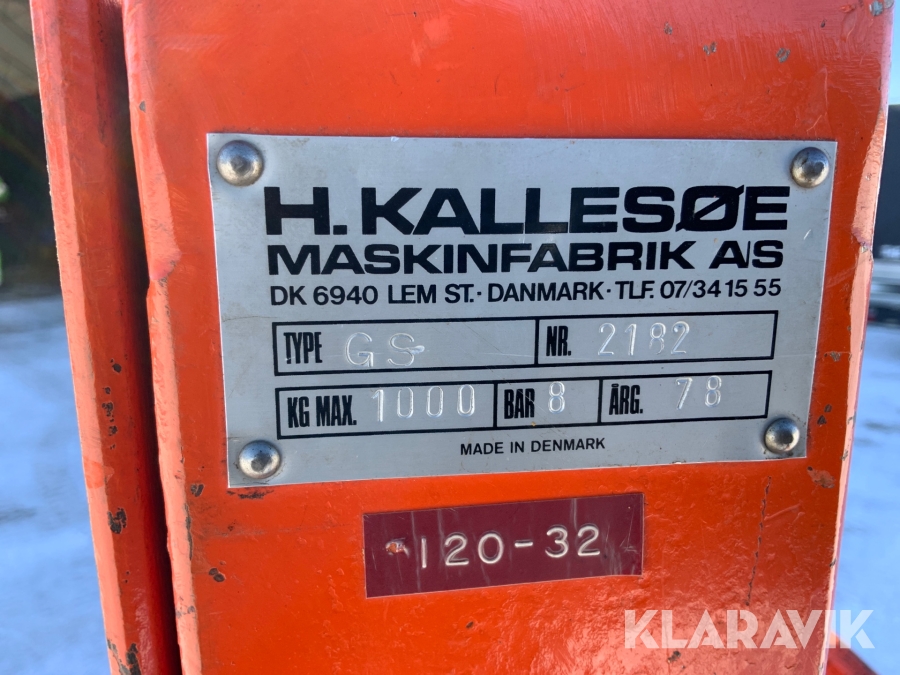 H. KALLESØE
MASKINFABRIK A/S
DK 6940 LEM ST. · DANMARK · TLF. 07/34 15 55
TYPE GS NR. 2182
KG MAX. 1000 BAR 8 ÅRG. 78
MADE IN DENMARK
120-32
KLARAVIK